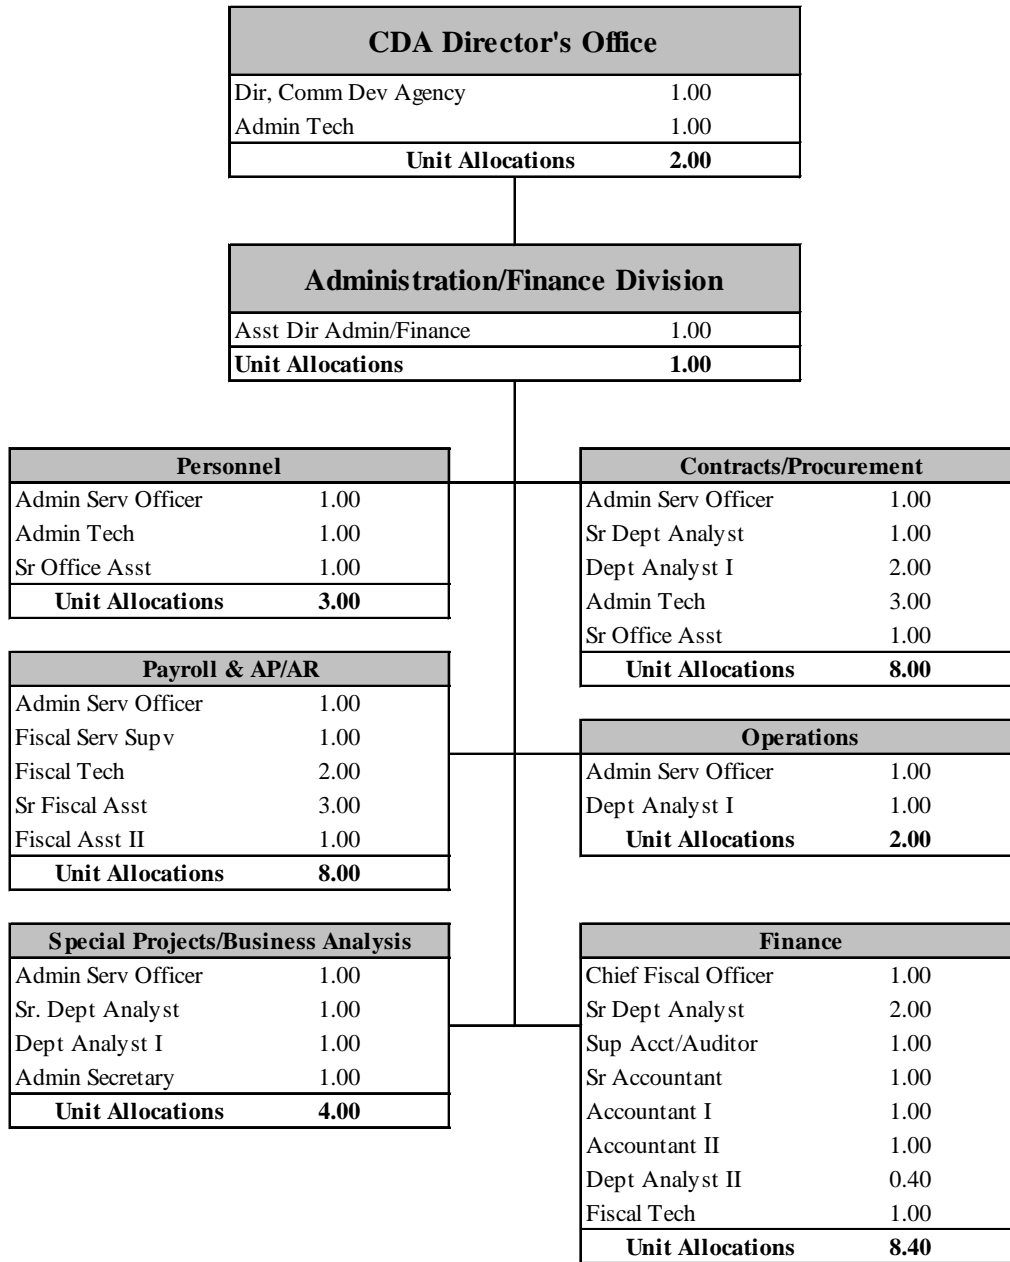 CDA Director's Office
Dir, Comm Dev Agency 1.00
Admin Tech 1.00
Unit Allocations 2.00
Administration/Finance Division
Asst Dir Admin/Finance 1.00
Unit Allocations 1.00
Personnel
Admin Serv Officer 1.00
Admin Tech 1.00
Sr Office Asst 1.00
Unit Allocations 3.00
Payroll & AP/AR
Admin Serv Officer 1.00
Fiscal Serv Supv 1.00
Fiscal Tech 2.00
Sr Fiscal Asst 3.00
Fiscal Asst II 1.00
Unit Allocations 8.00
Special Projects/Business Analysis
Admin Serv Officer 1.00
Sr. Dept Analyst 1.00
Dept Analyst I 1.00
Admin Secretary 1.00
Unit Allocations 4.00
Contracts/Procurement
Admin Serv Officer 1.00
Sr Dept Analyst 1.00
Dept Analyst I 2.00
Admin Tech 3.00
Sr Office Asst 1.00
Unit Allocations 8.00
Operations
Admin Serv Officer 1.00
Dept Analyst I 1.00
Unit Allocations 2.00
Finance
Chief Fiscal Officer 1.00
Sr Dept Analyst 2.00
Sup Acct/Auditor 1.00
Sr Accountant 1.00
Accountant I 1.00
Accountant II 1.00
Dept Analyst II 0.40
Fiscal Tech 1.00
Unit Allocations 8.40